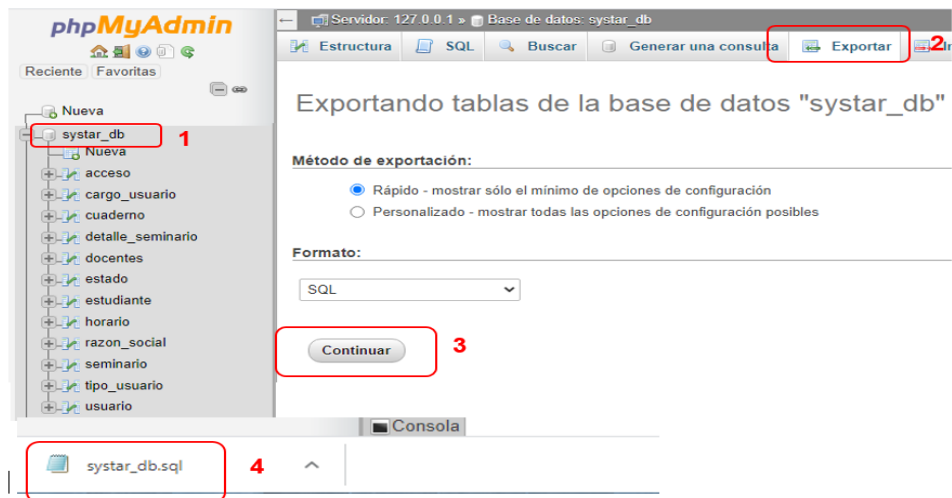 phpMyAdmin
Reciente Favoritas
Nueva
systar_db
1
Nueva
acceso
cargo_usuario
cuaderno
detalle_seminario
docentes
estado
estudiante
horario
razon_social
seminario
tipo_usuario
usuario
Servidor: 127.0.0.1 » Base de datos: systar_db
Estructura SQL Buscar Generar una consulta Exportar 2
Exportando tablas de la base de datos "systar_db"
Método de exportación:
Rápido - mostrar sólo el mínimo de opciones de configuración
Personalizado - mostrar todas las opciones de configuración posibles
Formato:
SQL
Continuar
3
Consola
systar_db.sql
4